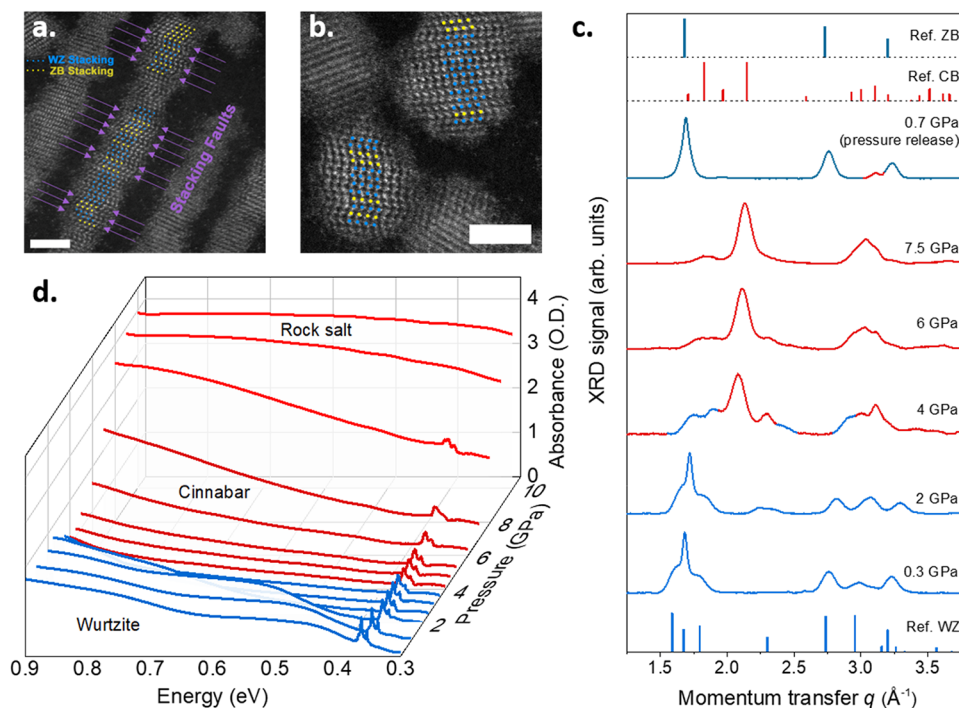 a.
WZ Stacking
ZB Stacking
Stacking Faults
b.
c.
Ref. ZB
Ref. CB
0.7 GPa
(pressure release)
7.5 GPa
6 GPa
4 GPa
2 GPa
0.3 GPa
Ref. WZ
XRD signal (arb. units)
1.5 2.0 2.5 3.0 3.5
Momentum transfer q (Å⁻¹)
d.
Rock salt
Cinnabar
Wurtzite
4
3
2
1
0
Absorbance (O.D.)
10
8
6
4
2
Pressure (GPa)
0.9 0.8 0.7 0.6 0.5 0.4 0.3
Energy (eV)